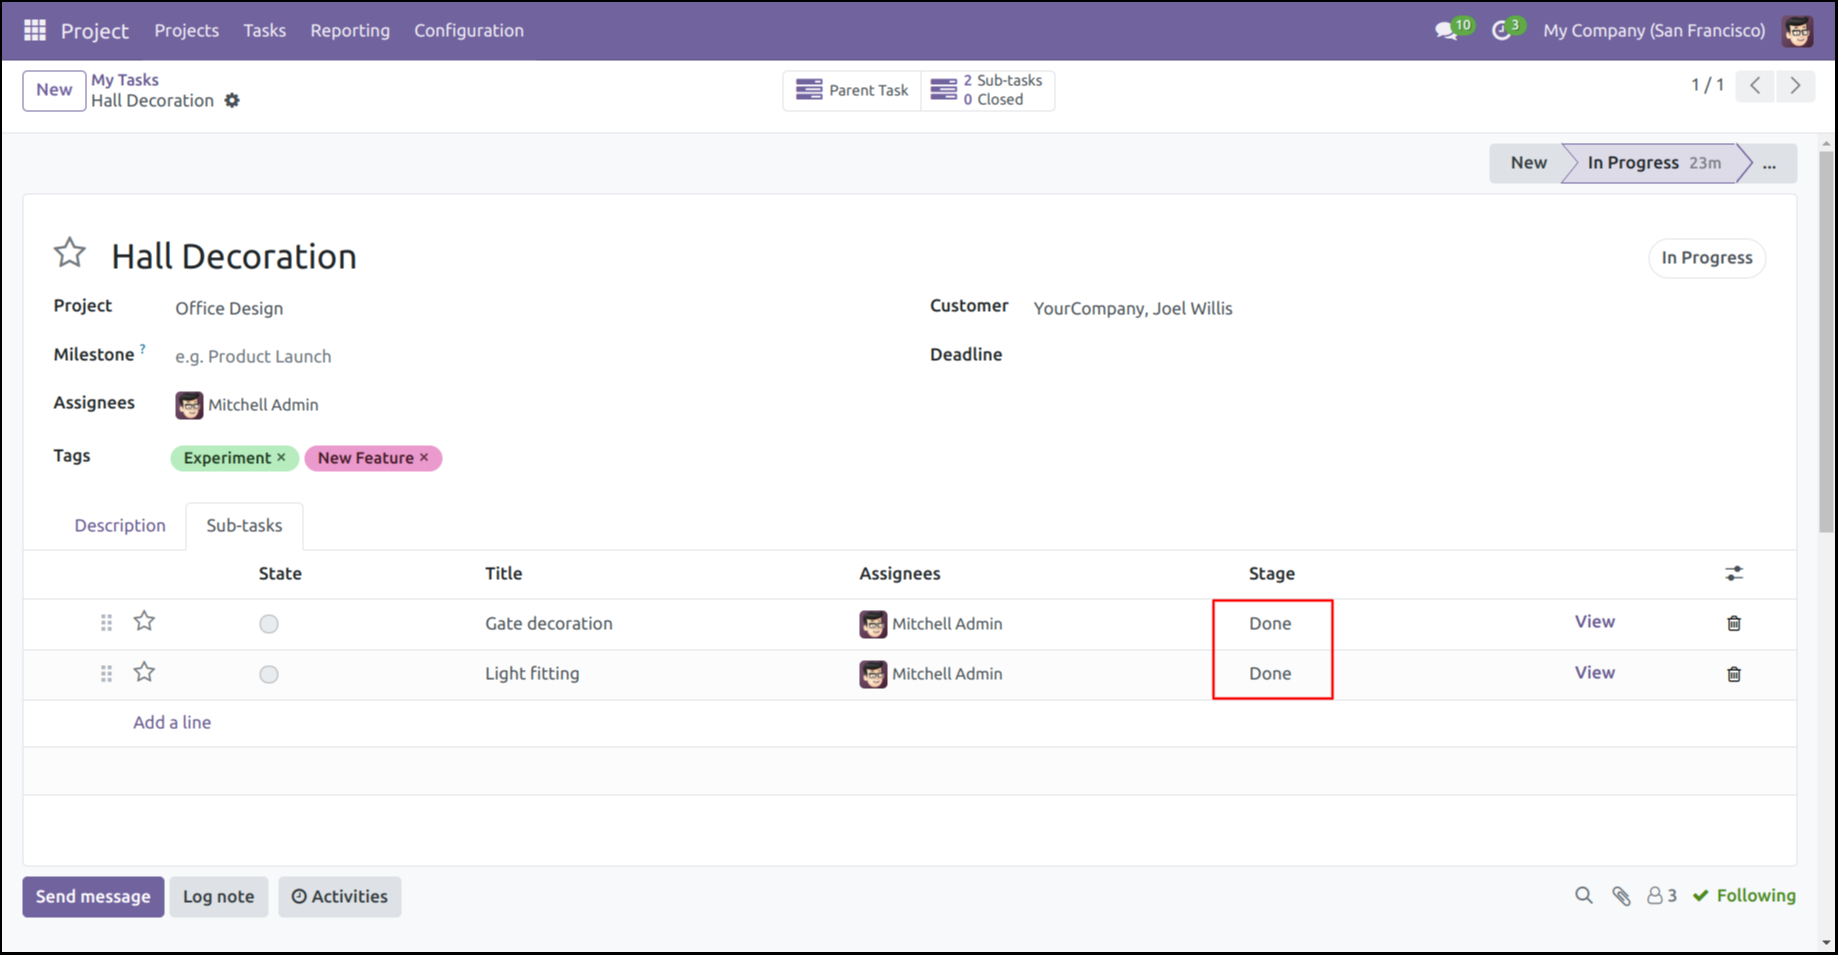 Project Projects Tasks Reporting Configuration 10 3 My Company (San Francisco)
New My Tasks
Hall Decoration
Parent Task
2 Sub-tasks
0 Closed
1 / 1
New In Progress 23m ...
Hall Decoration
In Progress
Project Office Design
Customer YourCompany, Joel Willis
Milestone ? e.g. Product Launch
Deadline
Assignees Mitchell Admin
Tags Experiment × New Feature ×
Description Sub-tasks
State Title Assignees Stage
Gate decoration Mitchell Admin Done View
Light fitting Mitchell Admin Done View
Add a line
Send message Log note Activities 3 Following